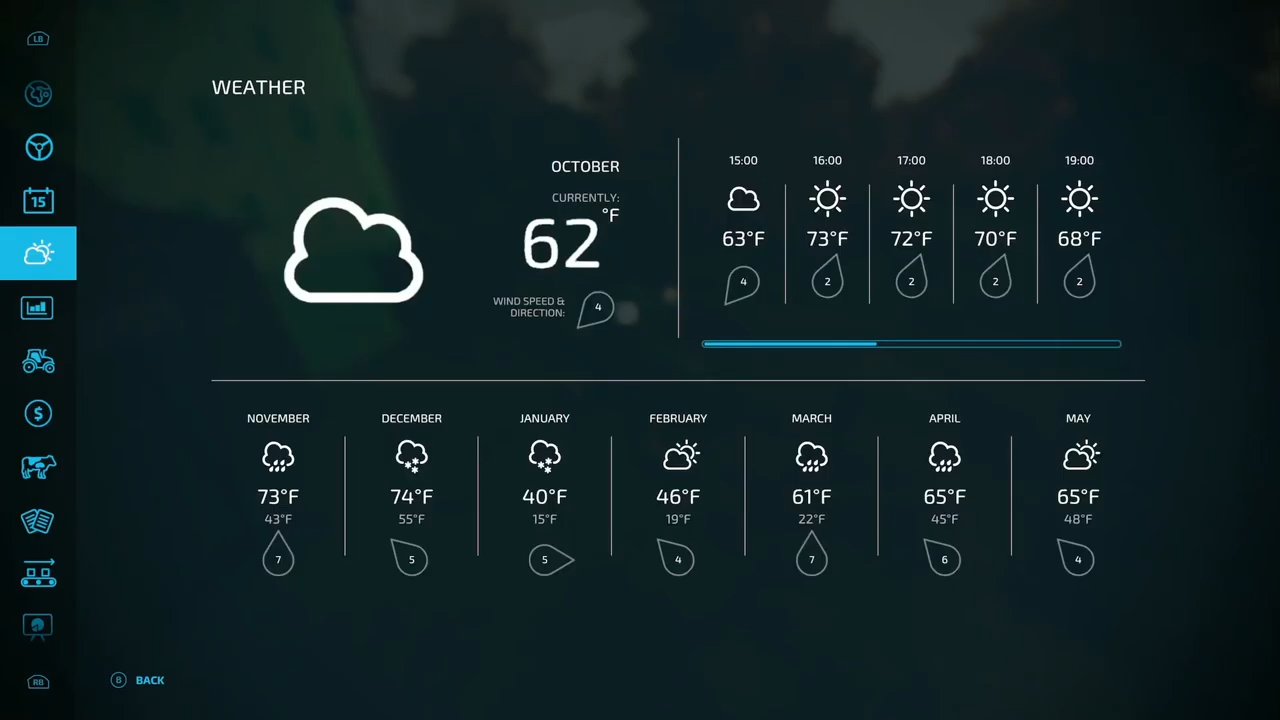 LB
15
WEATHER
OCTOBER
CURRENTLY:
62 °F
WIND SPEED &
DIRECTION:
4
15:00 16:00 17:00 18:00 19:00
63°F 73°F 72°F 70°F 68°F
4 2 2 2 2
NOVEMBER DECEMBER JANUARY FEBRUARY MARCH APRIL MAY
73°F 74°F 40°F 46°F 61°F 65°F 65°F
43°F 55°F 15°F 19°F 22°F 45°F 48°F
7 5 5 4 7 6 4
$
RB
B BACK